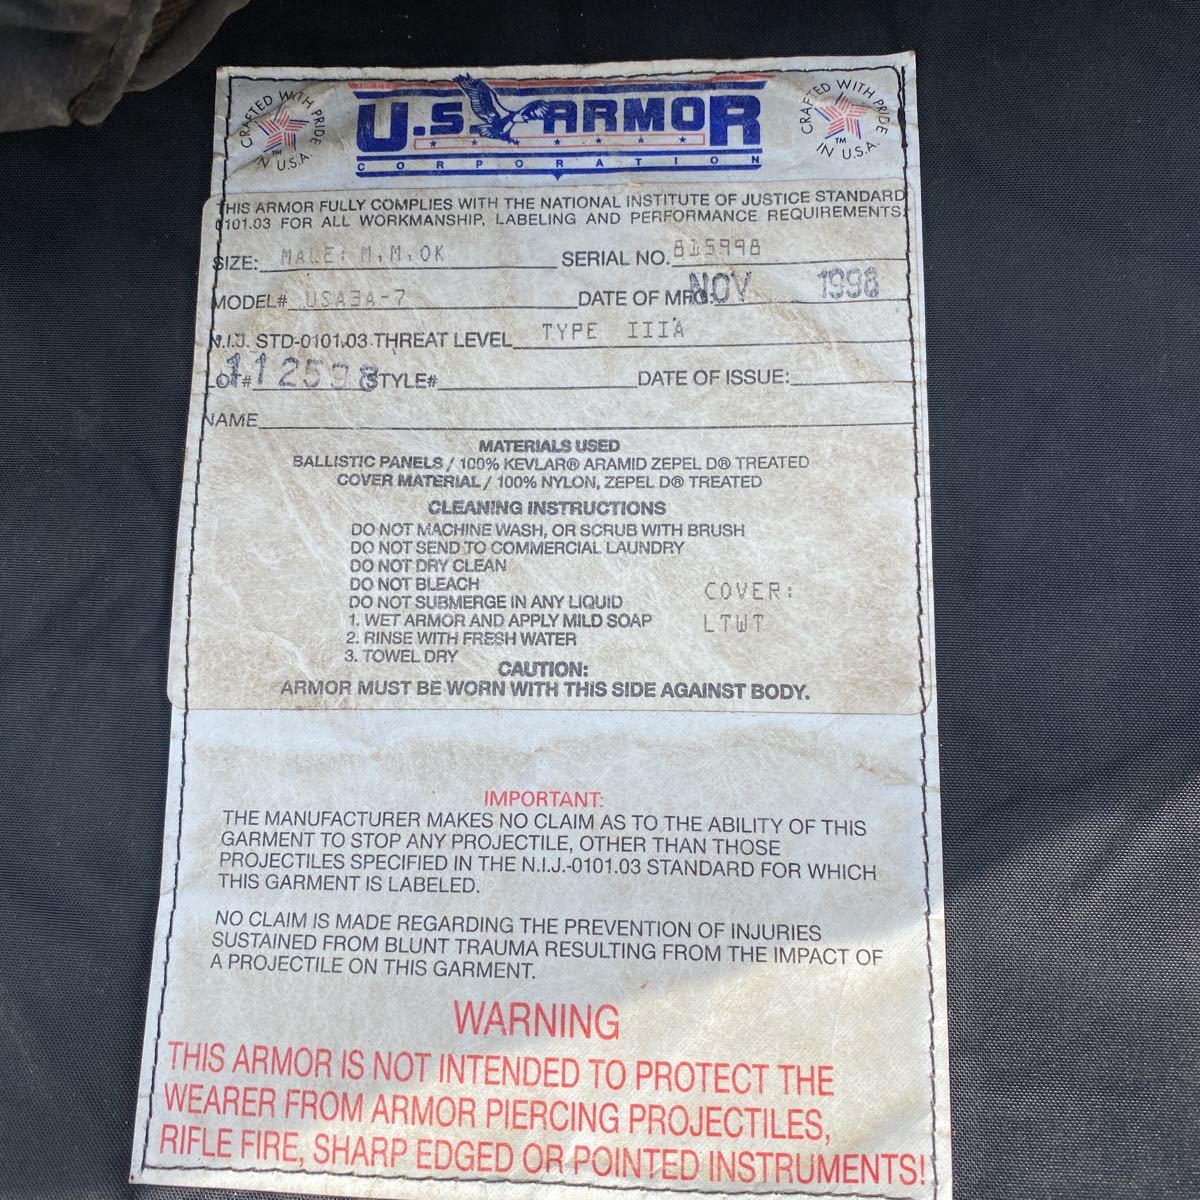 CRAFTED WITH PRIDE IN U.S.A.
U.S. ARMOR
CORPORATION
CRAFTED WITH PRIDE IN U.S.A.
THIS ARMOR FULLY COMPLIES WITH THE NATIONAL INSTITUTE OF JUSTICE STANDARD
0101.03 FOR ALL WORKMANSHIP, LABELING AND PERFORMANCE REQUIREMENTS.
SIZE: MALE: M, M, OK SERIAL NO. 815998
MODEL# USA3A-7 DATE OF MFG: NOV 1998
N.I.J. STD-0101.03 THREAT LEVEL TYPE IIIA
LOT# 112598 STYLE# DATE OF ISSUE:
NAME
MATERIALS USED
BALLISTIC PANELS / 100% KEVLAR® ARAMID ZEPEL D® TREATED
COVER MATERIAL / 100% NYLON, ZEPEL D® TREATED
CLEANING INSTRUCTIONS
DO NOT MACHINE WASH, OR SCRUB WITH BRUSH
DO NOT SEND TO COMMERCIAL LAUNDRY
DO NOT DRY CLEAN
DO NOT BLEACH
DO NOT SUBMERGE IN ANY LIQUID
1. WET ARMOR AND APPLY MILD SOAP
2. RINSE WITH FRESH WATER
3. TOWEL DRY
COVER:
LTWT
CAUTION:
ARMOR MUST BE WORN WITH THIS SIDE AGAINST BODY.
IMPORTANT:
THE MANUFACTURER MAKES NO CLAIM AS TO THE ABILITY OF THIS
GARMENT TO STOP ANY PROJECTILE, OTHER THAN THOSE
PROJECTILES SPECIFIED IN THE N.I.J.-0101.03 STANDARD FOR WHICH
THIS GARMENT IS LABELED.
NO CLAIM IS MADE REGARDING THE PREVENTION OF INJURIES
SUSTAINED FROM BLUNT TRAUMA RESULTING FROM THE IMPACT OF
A PROJECTILE ON THIS GARMENT.
WARNING
THIS ARMOR IS NOT INTENDED TO PROTECT THE
WEARER FROM ARMOR PIERCING PROJECTILES,
RIFLE FIRE, SHARP EDGED OR POINTED INSTRUMENTS!